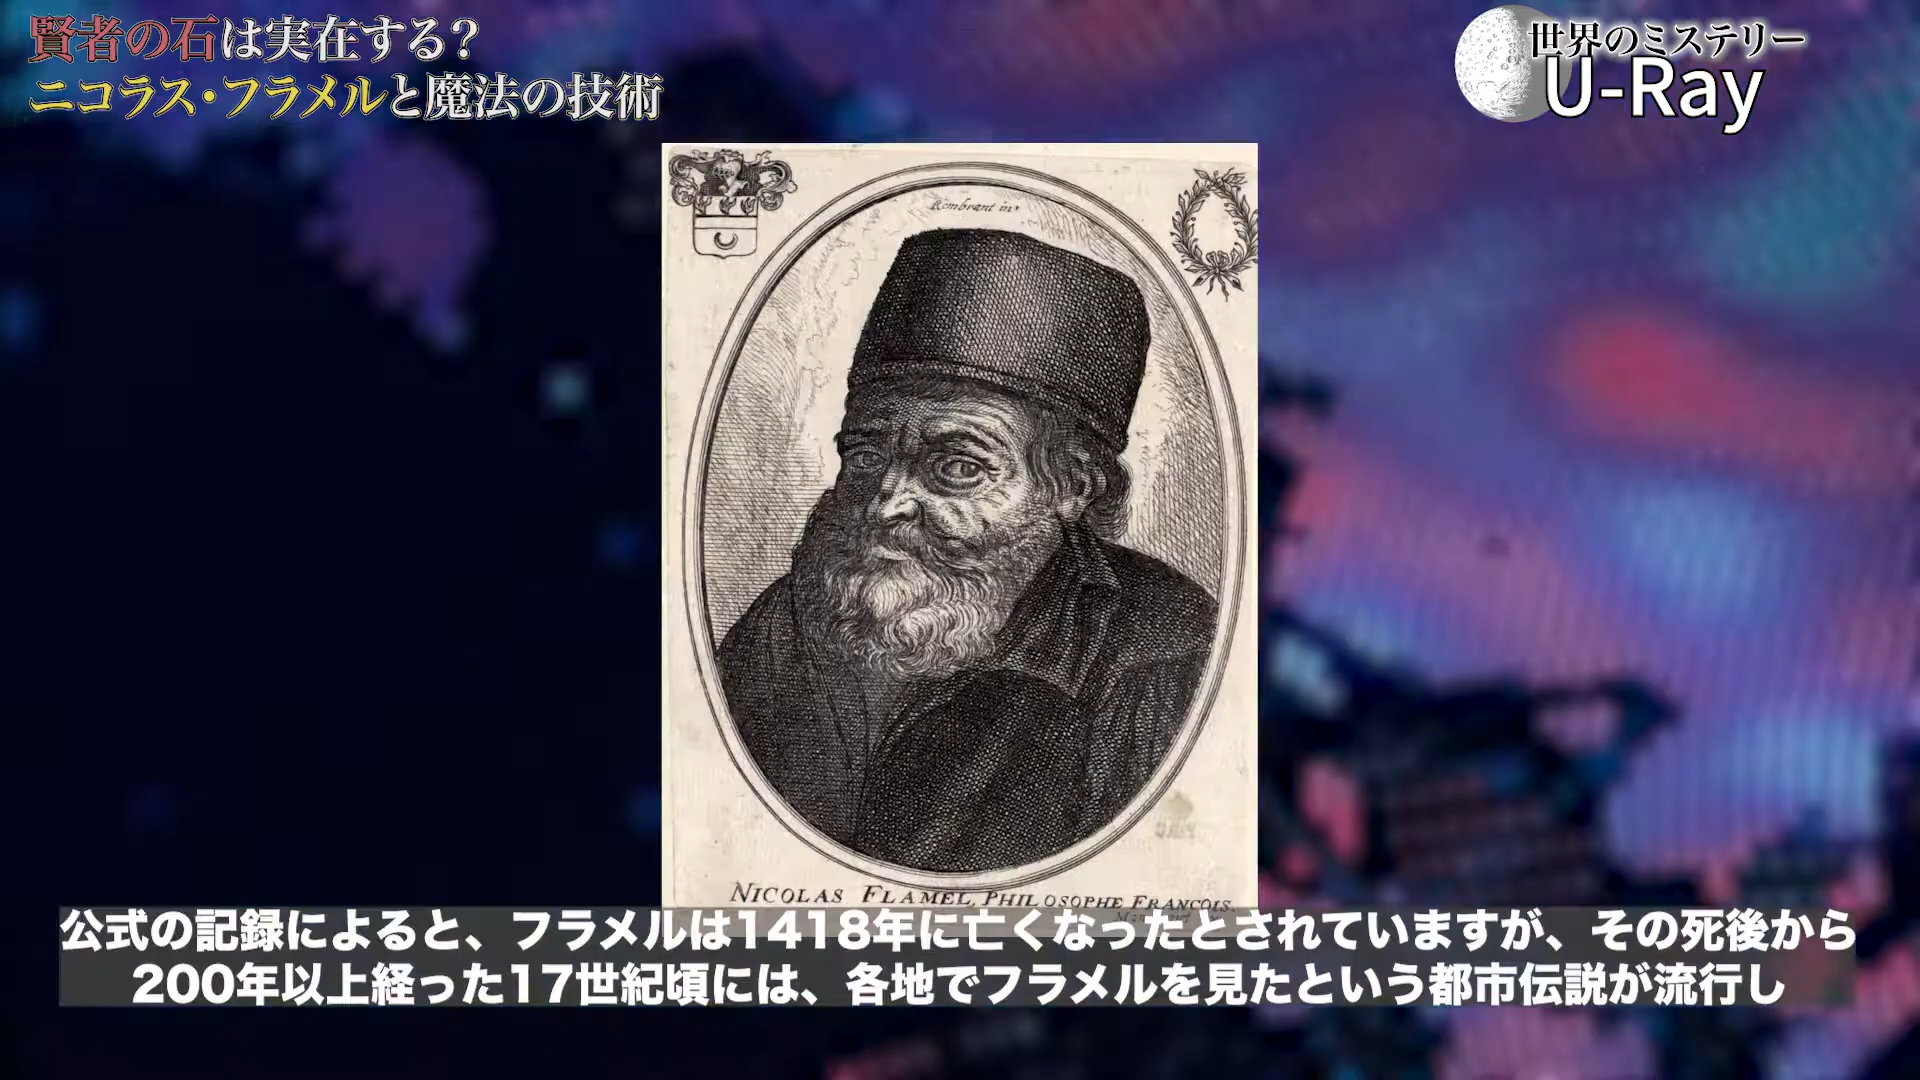 賢者の石は実在する?
ニコラス・フラメルと魔法の技術
世界のミステリー
U-Ray
Rembrant in
NICOLAS FLAMEL, PHILOSOPHE FRANÇOIS.
公式の記録によると、フラメルは1418年に亡くなったとされていますが、その死後から
200年以上経った17世紀頃には、各地でフラメルを見たという都市伝説が流行し